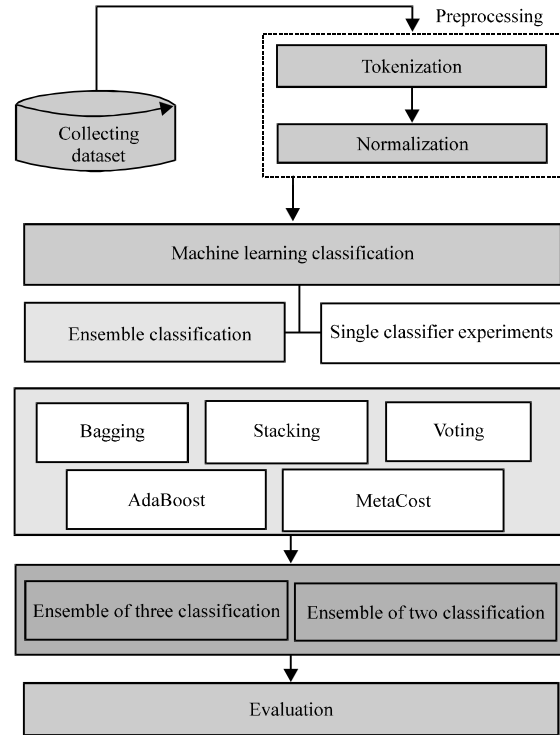 Preprocessing
Tokenization
Collecting
dataset
Normalization
Machine learning classification
Ensemble classification
Single classifier experiments
Bagging
Stacking
Voting
AdaBoost
MetaCost
Ensemble of three classification
Ensemble of two classification
Evaluation